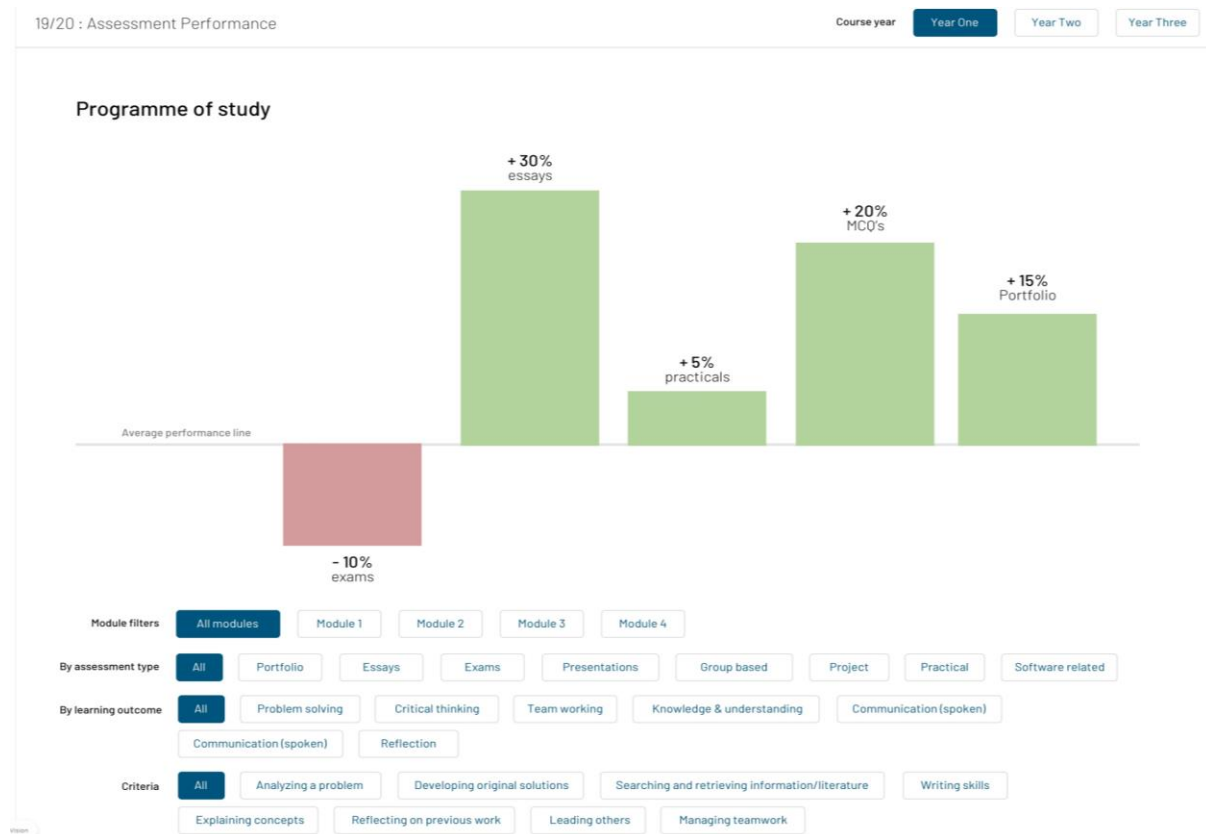 19/20 : Assessment Performance
Course year Year One Year Two Year Three
Programme of study
+ 30%
essays
+ 20%
MCQ's
+ 15%
Portfolio
+ 5%
practicals
Average performance line
- 10%
exams
Module filters All modules Module 1 Module 2 Module 3 Module 4
By assessment type All Portfolio Essays Exams Presentations Group based Project Practical Software related
By learning outcome All Problem solving Critical thinking Team working Knowledge & understanding Communication (spoken)
Communication (spoken) Reflection
Criteria All Analyzing a problem Developing original solutions Searching and retrieving information/literature Writing skills
Explaining concepts Reflecting on previous work Leading others Managing teamwork